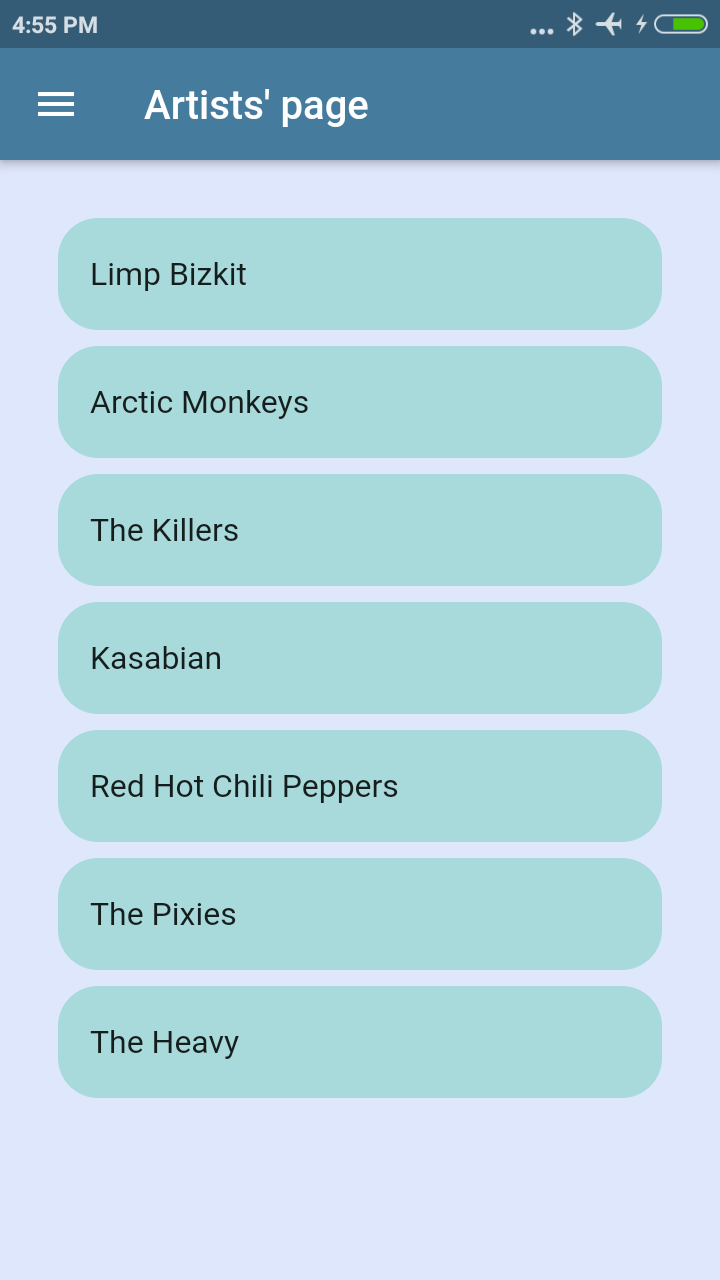 4:55 PM
Artists' page
Limp Bizkit
Arctic Monkeys
The Killers
Kasabian
Red Hot Chili Peppers
The Pixies
The Heavy